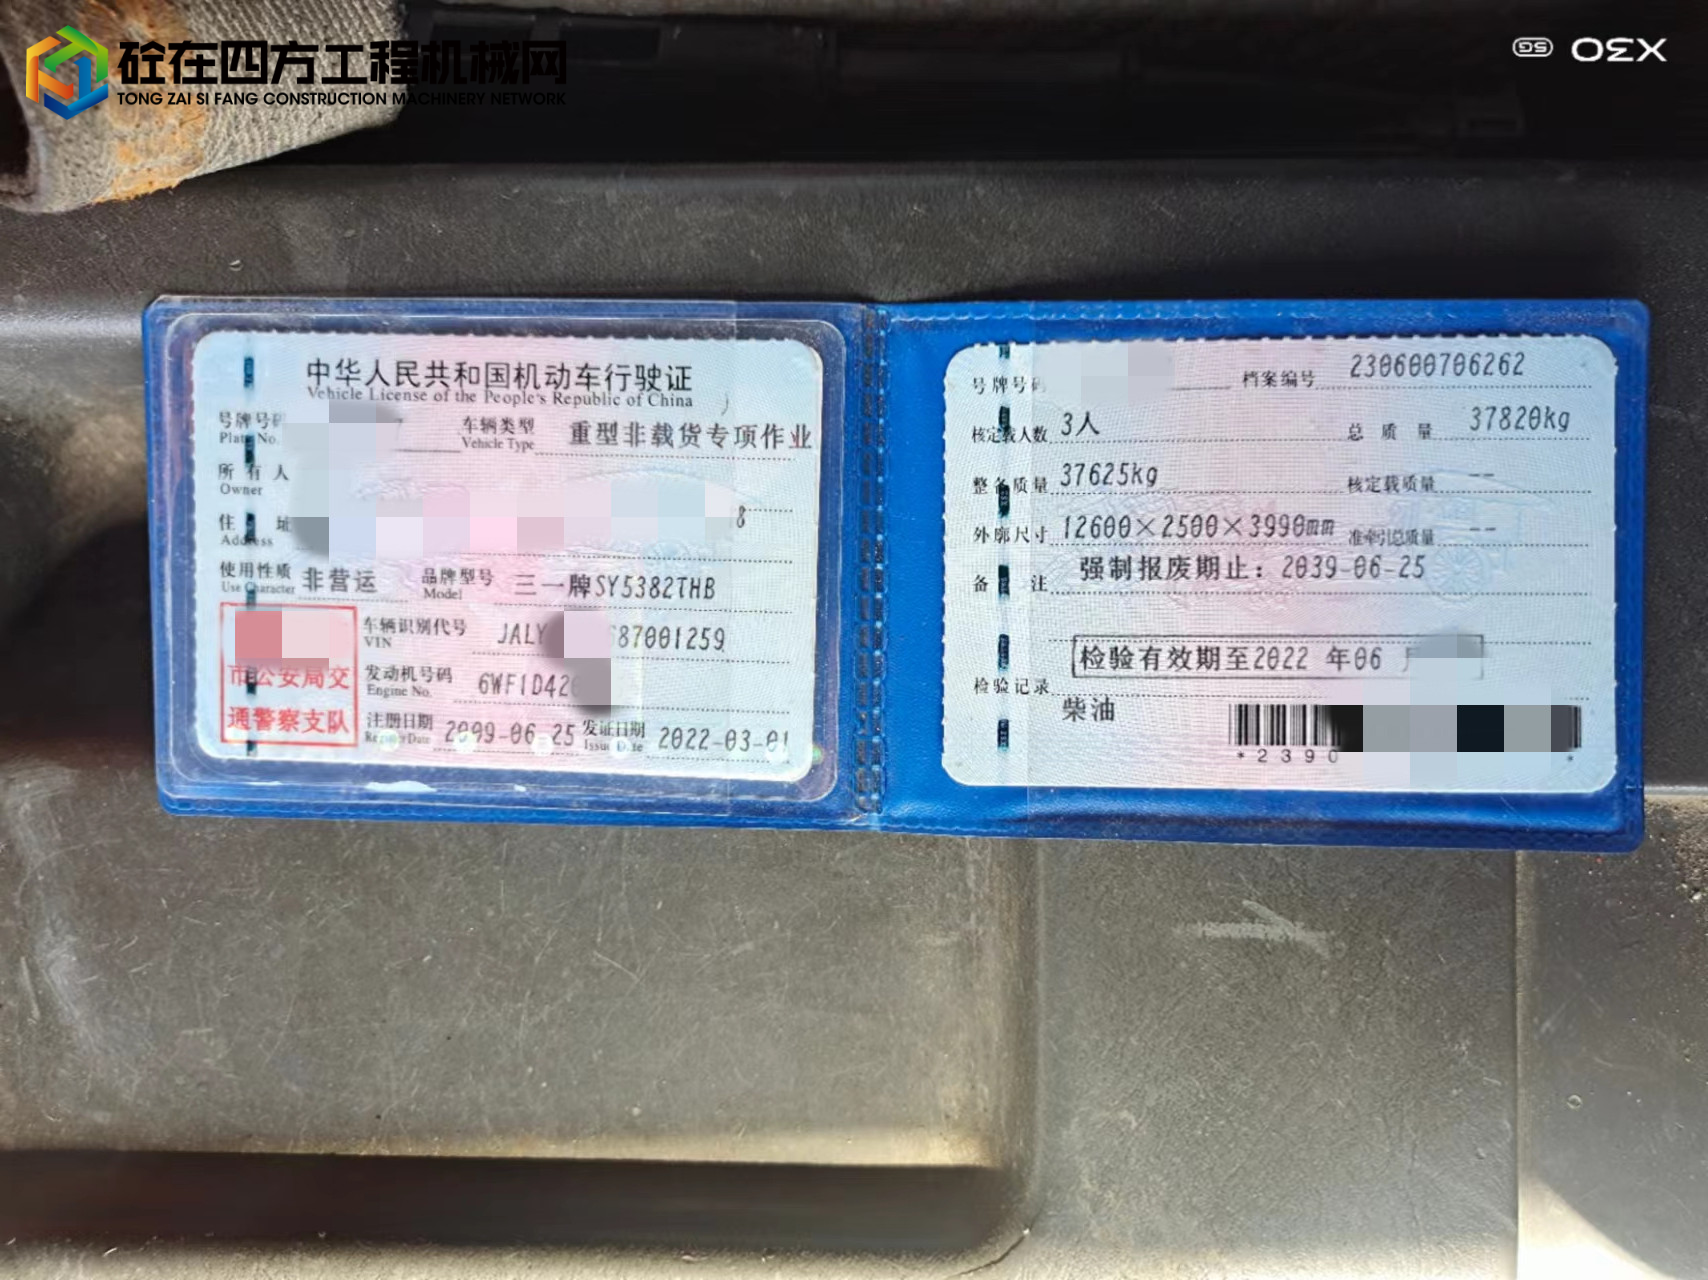 砼在四方工程机械网
TONG ZAI SI FANG CONSTRUCTION MACHINERY NETWORK
5G X30
中华人民共和国机动车行驶证
Vehicle License of the People's Republic of China
号牌号码
Plate No.
车辆类型 重型非载货专项作业
Vehicle Type
所有人
Owner
住址 8
Address
使用性质 非营运 品牌型号 三一牌SY5382THB
Use Character Model
车辆识别代号 JALY 687001259
VIN
发动机号码 6WF1D42
Engine No.
市公安局交
通警察支队
注册日期 2009-06-25 发证日期 2022-03-01
Register Date Issue Date
号牌号码 档案编号 230600706262
核定载人数 3人 总质量 37820kg
整备质量 37625kg 核定载质量 --
外廓尺寸 12600×2500×3990mm 准牵引总质量 --
备注 强制报废期止：2039-06-25
检验有效期至2022 年06 月
检验记录
柴油
*2390 *